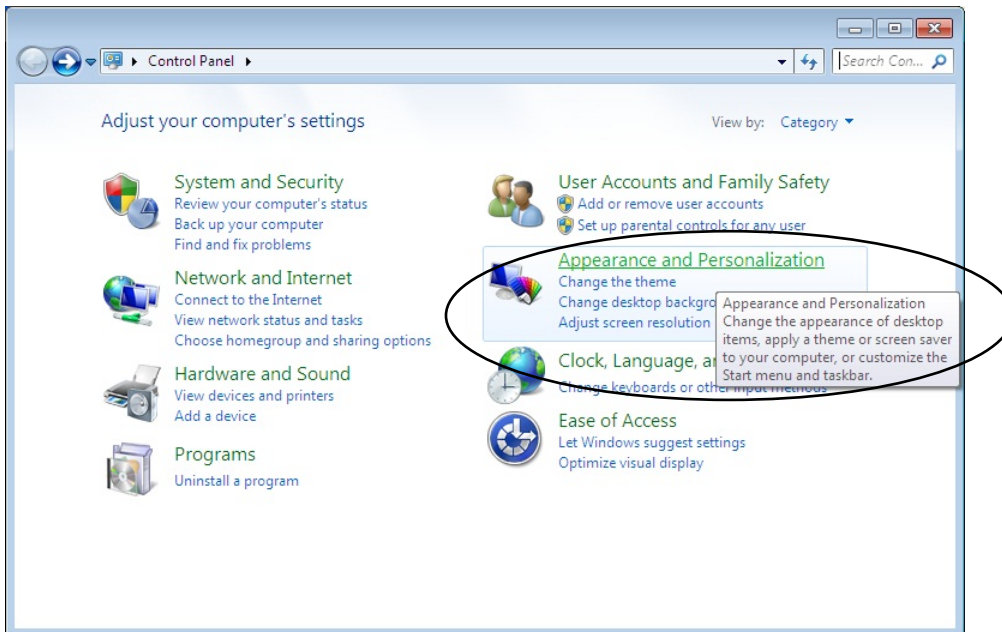 Control Panel
Search Con...
Adjust your computer's settings
View by: Category
System and Security
Review your computer's status
Back up your computer
Find and fix problems
Network and Internet
Connect to the Internet
View network status and tasks
Choose homegroup and sharing options
Hardware and Sound
View devices and printers
Add a device
Programs
Uninstall a program
User Accounts and Family Safety
Add or remove user accounts
Set up parental controls for any user
Appearance and Personalization
Change the theme
Change desktop
Adjust screen resolution
Appearance and Personalization
Change the appearance of desktop
items, apply a theme or screen saver
to your computer, or customize the
Start menu and taskbar.
Clock, Language,
Change keyboards or other input methods
Ease of Access
Let Windows suggest settings
Optimize visual display